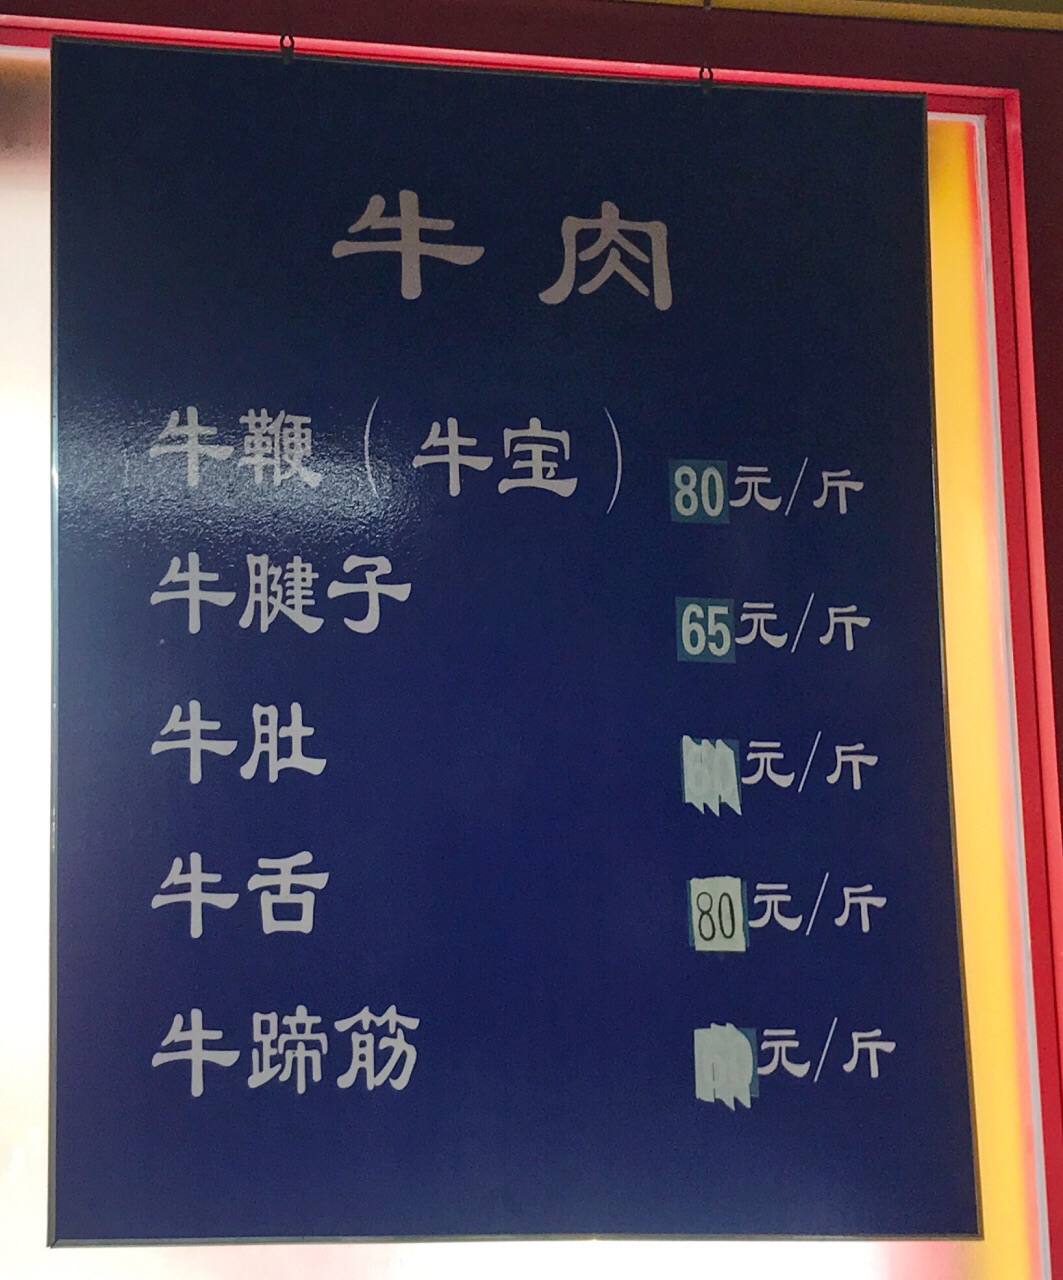 牛肉
牛鞭（牛宝） 80元/斤
牛腱子 65元/斤
牛肚 元/斤
牛舌 80元/斤
牛蹄筋 元/斤